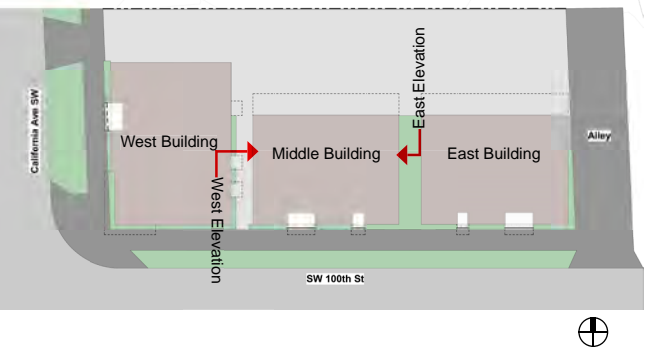 East Elevation
California Ave SW
West Building
Middle Building
East Building
Alley
West Elevation
SW 100th St